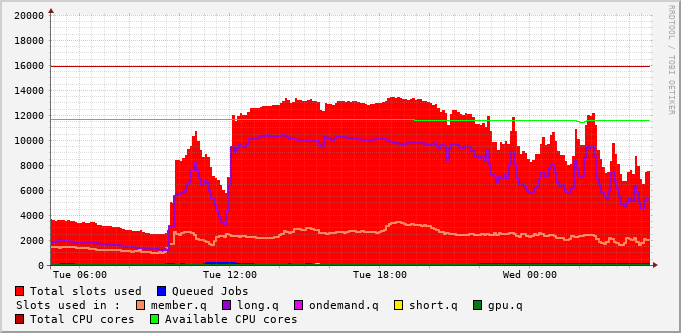 20000
18000
16000
14000
12000
10000
8000
6000
4000
2000
0
Tue 06:00 Tue 12:00 Tue 18:00 Wed 00:00
RRDTOOL / TOBI OETIKER
Total slots used Queued Jobs
Slots used in : member.q long.q ondemand.q short.q gpu.q
Total CPU cores Available CPU cores